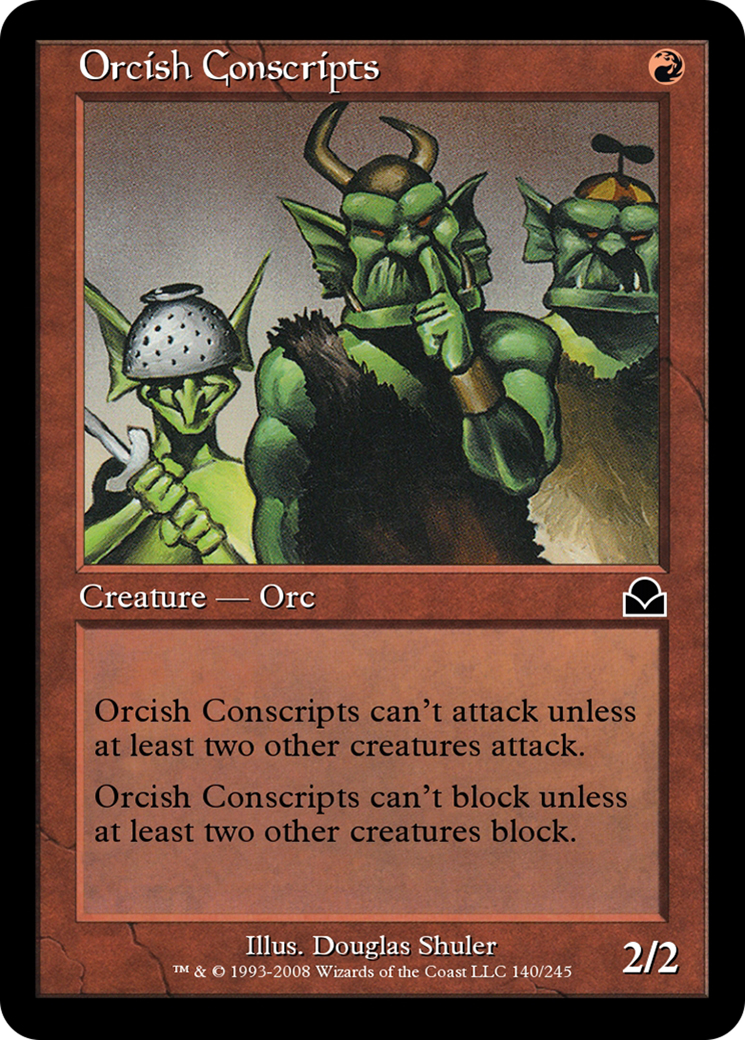 Orcish Conscripts
Creature — Orc
Orcish Conscripts can't attack unless
at least two other creatures attack.
Orcish Conscripts can't block unless
at least two other creatures block.
Illus. Douglas Shuler
™ & © 1993-2008 Wizards of the Coast LLC 140/245
2/2